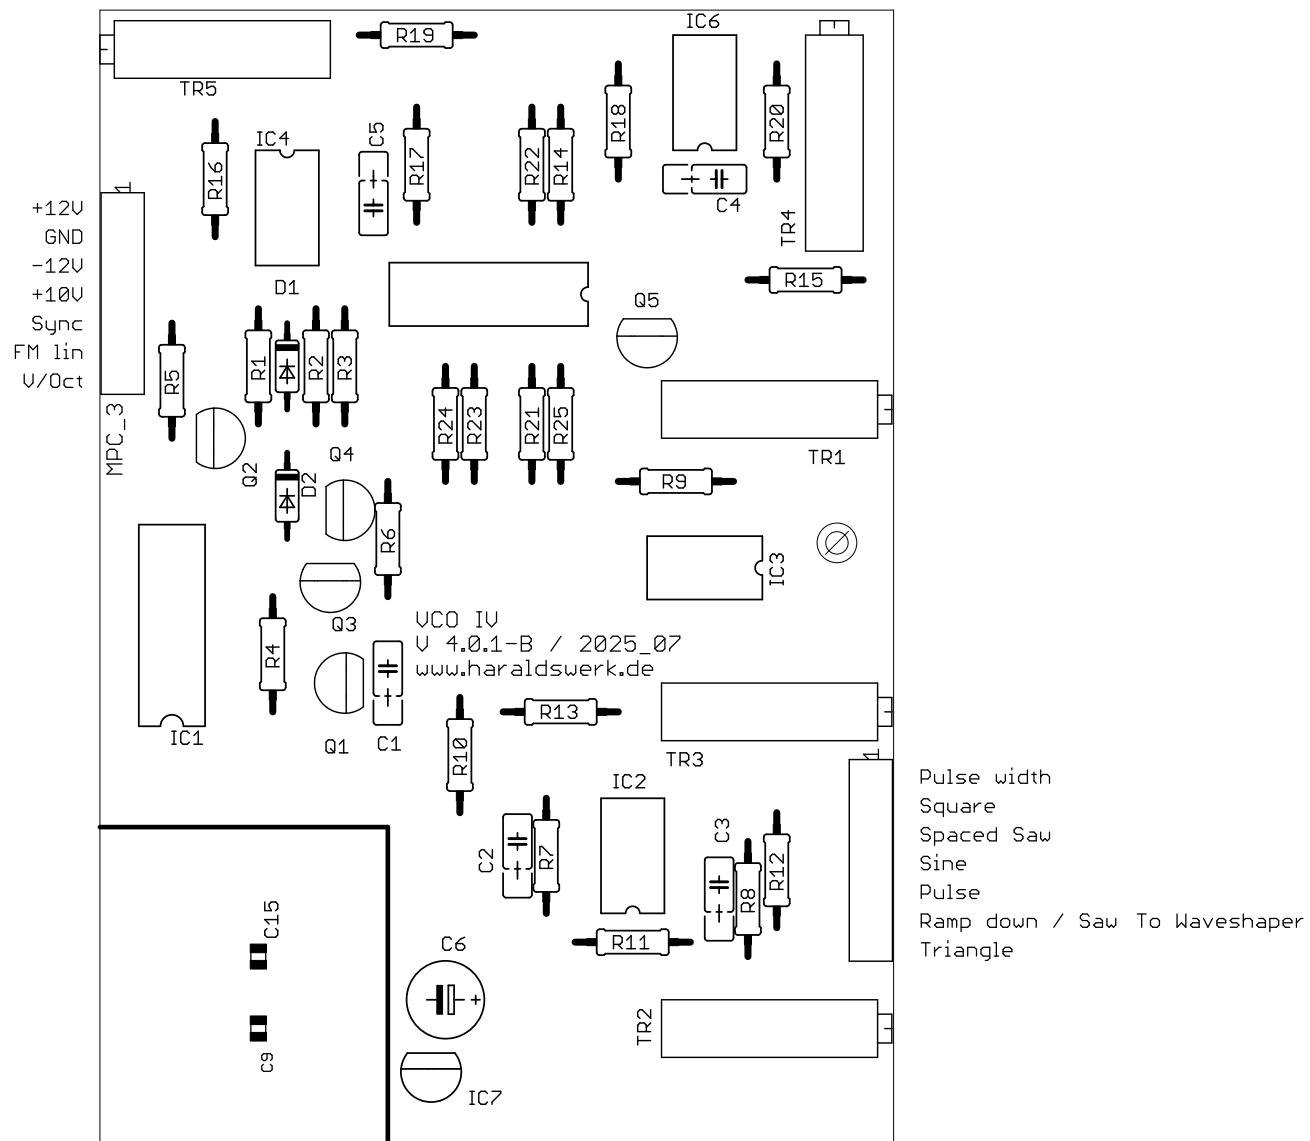 IC6
R19
TR5
R18
R20
IC4
C5
R17
R22
R14
R16
1
C4
TR4
+12V
GND
-12V
+10V
Sync
FM lin
V/Oct
MPC_3
D1
R15
Q5
R5
R1
R2
R3
R24
R23
R21
R25
TR1
Q2
Q4
D2
R9
R6
IC3
Q3
VCO IV
V 4.0.1-B / 2025_07
www.haraldswerk.de
R4
IC1
Q1
C1
R13
R10
TR3
1
IC2
Pulse width
Square
Spaced Saw
Sine
Pulse
Ramp down / Saw To Waveshaper
Triangle
C2
R7
C3
R8
R12
R11
C15
C6
+
C9
TR2
IC7